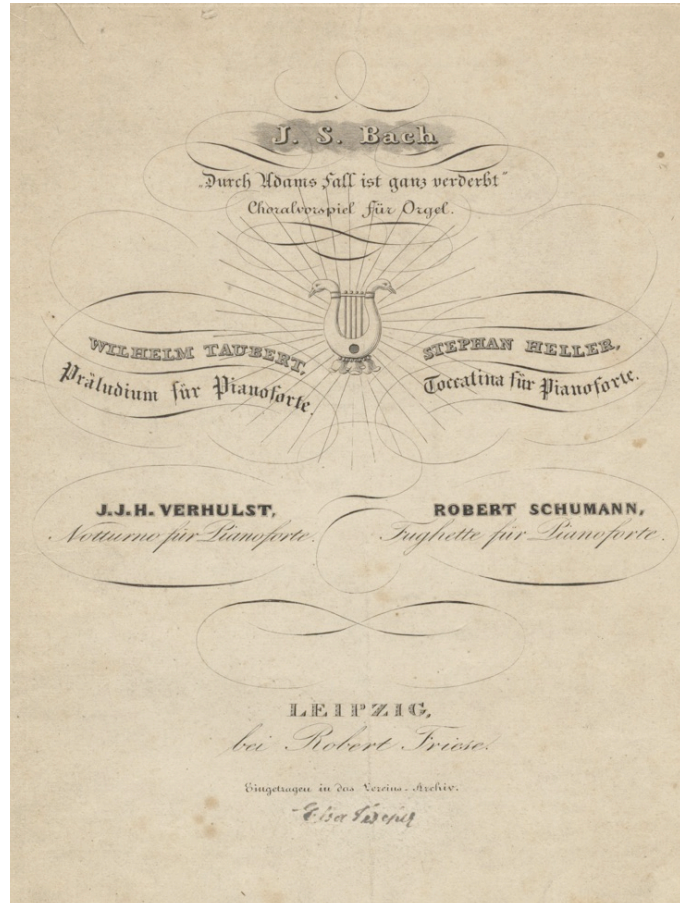 J. S. Bach
„Durch Adams Fall ist ganz verderbt“
Choralvorspiel für Orgel.
WILHELM TAUBERT,
Präludium für Pianoforte.
STEPHAN HELLER,
Toccatina für Pianoforte.
J.J.H. VERHULST,
Notturno für Pianoforte.
ROBERT SCHUMANN,
Fughette für Pianoforte.
LEIPZIG,
bei Robert Friese.
Eingetragen in das Vereins-Archiv.
Elsa